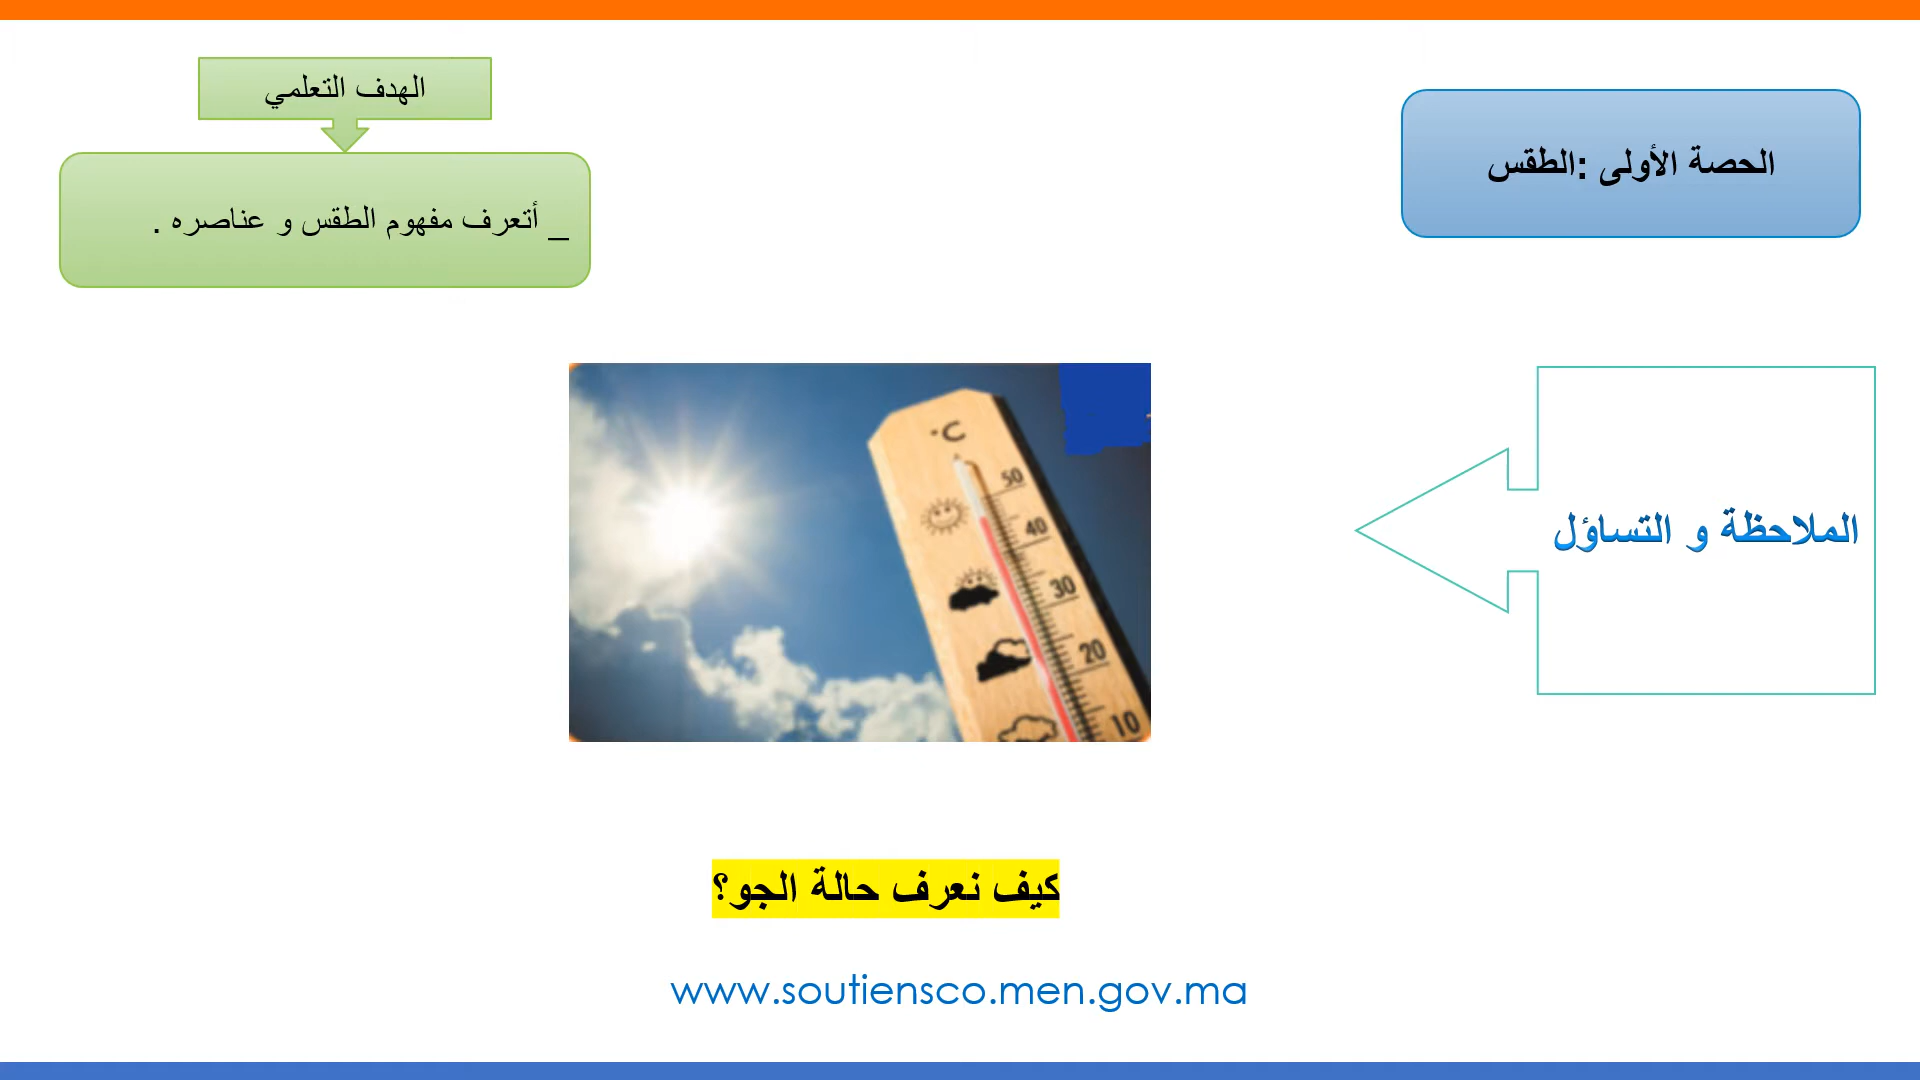 الحصة الأولى :الطقس
الهدف التعلمي
_ أتعرف مفهوم الطقس و عناصره .
الملاحظة و التساؤل
°C
50
40
30
20
10
كيف نعرف حالة الجو؟
www.soutiensco.men.gov.ma